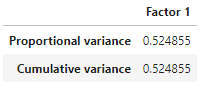 Factor 1
Proportional variance 0.524855
Cumulative variance 0.524855